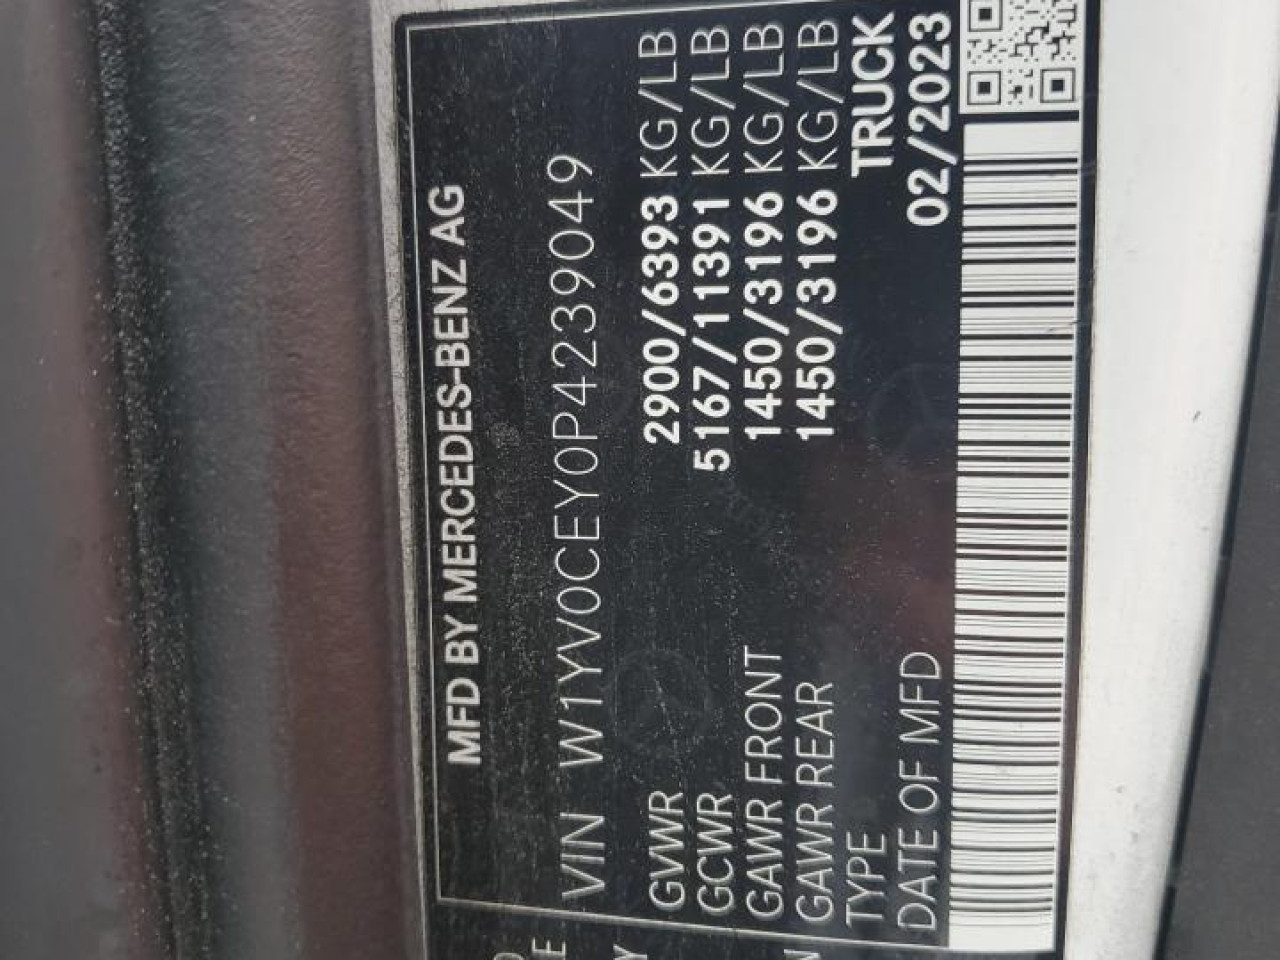 MFD BY MERCEDES-BENZ AG
VIN W1YV0CEY0P4239049
GVWR 2900/6393 KG/LB
GCWR 5167/11391 KG/LB
GAWR FRONT 1450/3196 KG/LB
GAWR REAR 1450/3196 KG/LB
TYPE TRUCK
DATE OF MFD 02/2023